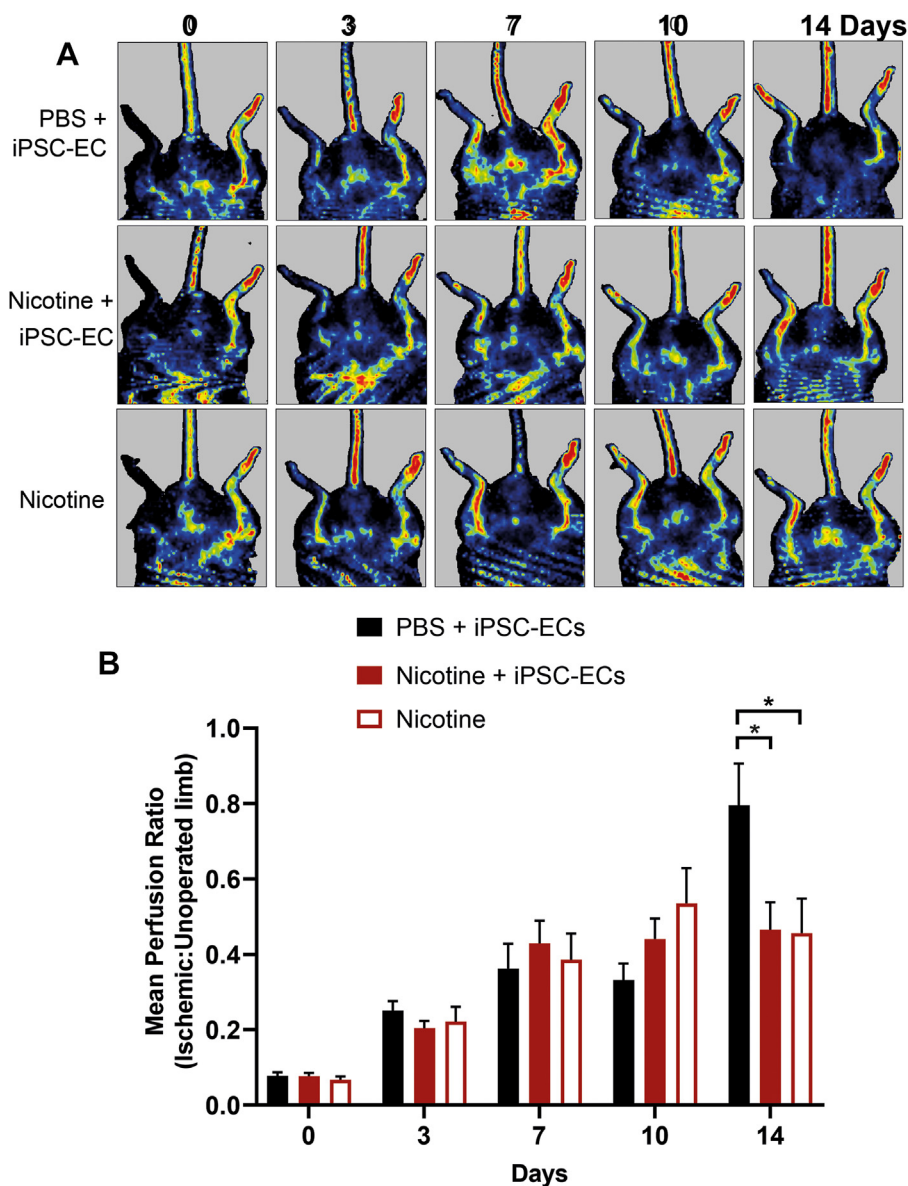 0 3 7 10 14 Days
A
PBS +
iPSC-EC
Nicotine +
iPSC-EC
Nicotine
B
PBS + iPSC-ECs
Nicotine + iPSC-ECs
Nicotine
* 
*
Mean Perfusion Ratio
(Ischemic:Unoperated limb)
1.0
0.8
0.6
0.4
0.2
0.0
0 3 7 10 14
Days